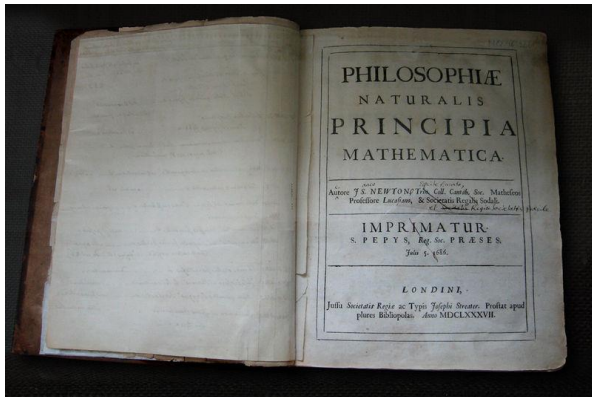 PHILOSOPHIÆ
NATURALIS
PRINCIPIA
MATHEMATICA.
Autore JS. NEWTON, Trin. Coll. Cantab. Soc. Matheseos
Professore Lucasiano, & Societatis Regalis Sodali.
IMPRIMATUR.
S. PEPYS, Reg. Soc. PRÆSES.
Julii 5. 1686.
LONDINI,
Jussu Societatis Regiæ ac Typis Josephi Streater. Prostat apud
plures Bibliopolas. Anno MDCLXXXVII.